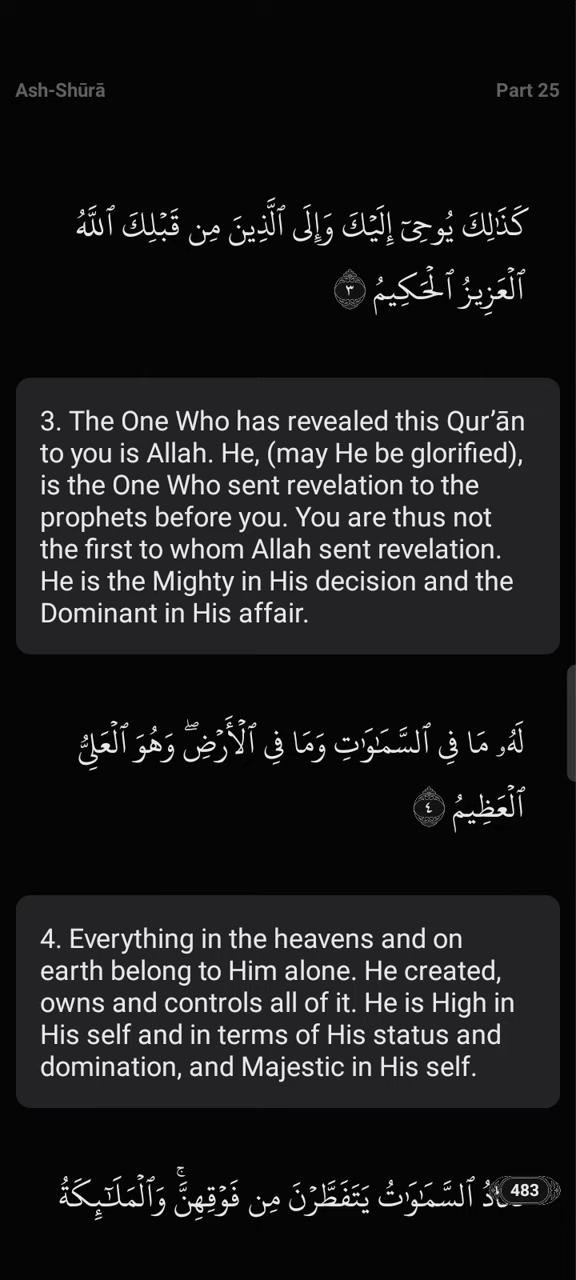 Ash-Shūrā
Part 25
كَذَٰلِكَ يُوحِيٓ إِلَيۡكَ وَإِلَى ٱلَّذِينَ مِن قَبۡلِكَ ٱللَّهُ
ٱلۡعَزِيزُ ٱلۡحَكِيمُ ٣
3. The One Who has revealed this Qur’ān
to you is Allah. He, (may He be glorified),
is the One Who sent revelation to the
prophets before you. You are thus not
the first to whom Allah sent revelation.
He is the Mighty in His decision and the
Dominant in His affair.
لَهُۥ مَا فِي ٱلسَّمَٰوَٰتِ وَمَا فِي ٱلۡأَرۡضِۖ وَهُوَ ٱلۡعَلِيُّ
ٱلۡعَظِيمُ ٤
4. Everything in the heavens and on
earth belong to Him alone. He created,
owns and controls all of it. He is High in
His self and in terms of His status and
domination, and Majestic in His self.
ٱلسَّمَٰوَٰتُ يَتَفَطَّرۡنَ مِن فَوۡقِهِنَّۚ وَٱلۡمَلَٰٓئِكَةُ
483